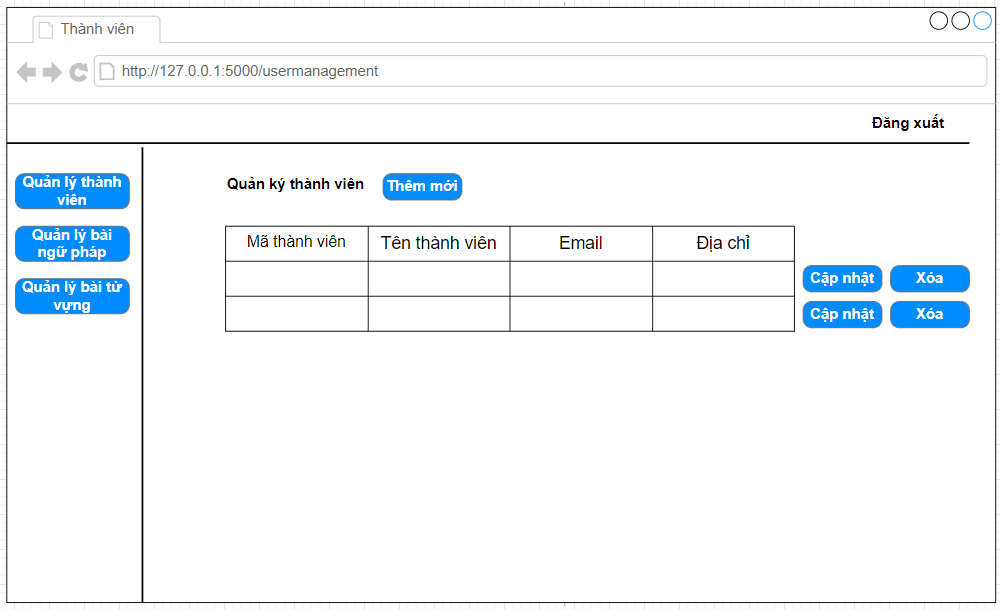 Thành viên
http://127.0.0.1:5000/usermanagement
Đăng xuất
Quản lý thành
viên
Quản lý bài
ngữ pháp
Quản lý bài từ
vựng
Quản ký thành viên
Thêm mới
Mã thành viên
Tên thành viên
Email
Địa chỉ
Cập nhật
Xóa
Cập nhật
Xóa